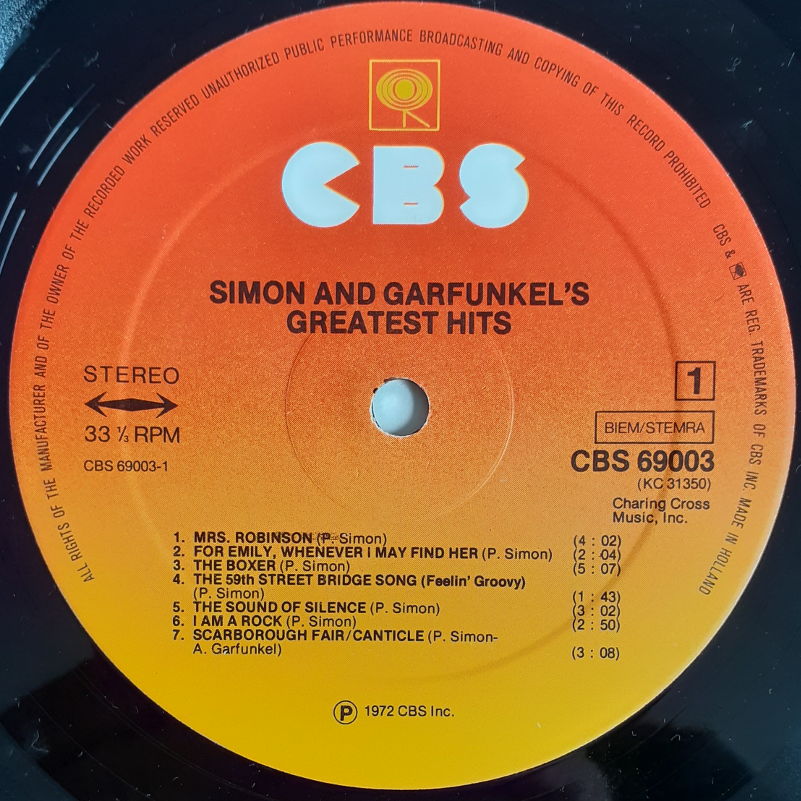 ALL RIGHTS OF THE MANUFACTURER AND OF THE OWNER OF THE RECORDED WORK RESERVED UNAUTHORIZED PUBLIC PERFORMANCE BROADCASTING AND COPYING OF THIS RECORD PROHIBITED CBS & ARE REG. TRADEMARKS OF CBS INC. MADE IN HOLLAND
CBS
SIMON AND GARFUNKEL'S
GREATEST HITS
STEREO
33 ⅓ RPM
CBS 69003-1
1
BIEM/STEMRA
CBS 69003
(KC 31350)
Charing Cross
Music, Inc.
1. MRS. ROBINSON (P. Simon) (4 : 02)
2. FOR EMILY, WHENEVER I MAY FIND HER (P. Simon) (2 : 04)
3. THE BOXER (P. Simon) (5 : 07)
4. THE 59th STREET BRIDGE SONG (Feelin' Groovy)
(P. Simon) (1 : 43)
5. THE SOUND OF SILENCE (P. Simon) (3 : 02)
6. I AM A ROCK (P. Simon) (2 : 50)
7. SCARBOROUGH FAIR/CANTICLE (P. Simon-
A. Garfunkel) (3 : 08)
Ⓟ 1972 CBS Inc.